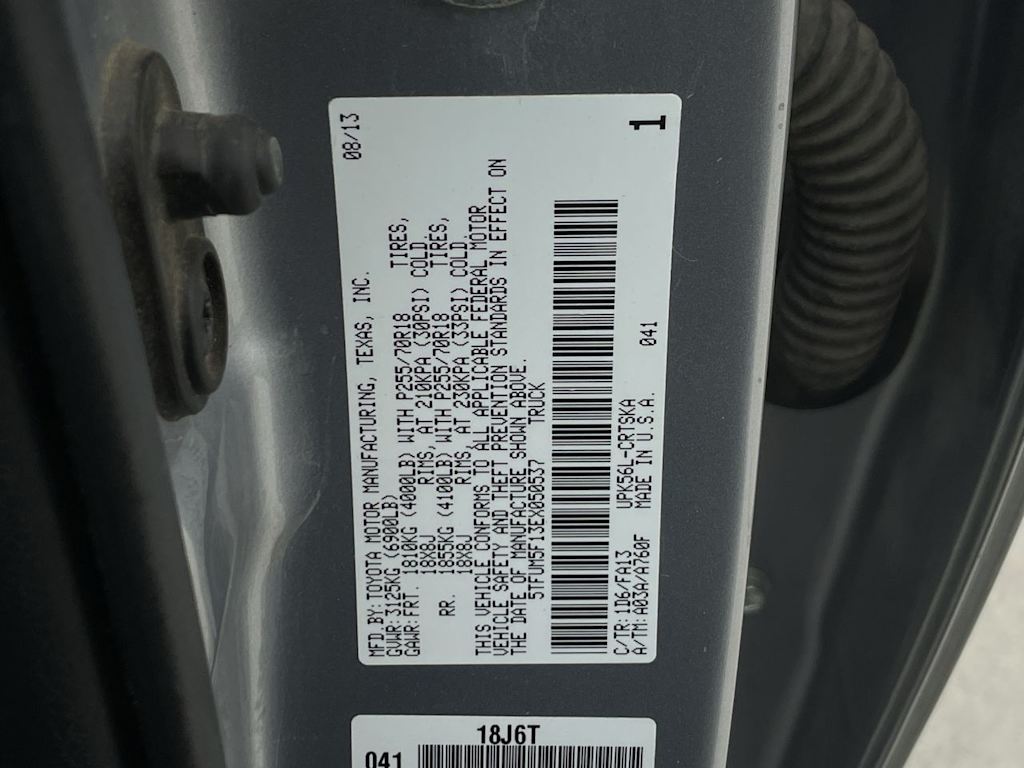 MFD.BY: TOYOTA MOTOR MANUFACTURING, TEXAS, INC. 08/13
GVWR: 3125KG (6900LB)
GAWR: FRT. 1810KG (4000LB) WITH P255/70R18 TIRES,
18X8J RIMS, AT 210KPA (30PSI) COLD
RR. 1855KG (4100LB) WITH P255/70R18 TIRES,
18X8J RIMS, AT 230KPA (33PSI) COLD.
THIS VEHICLE CONFORMS TO ALL APPLICABLE FEDERAL MOTOR
VEHICLE SAFETY AND THEFT PREVENTION STANDARDS IN EFFECT ON
THE DATE OF MANUFACTURE SHOWN ABOVE.
5TFUM5F13EX050537 TRUCK
C/TR: 1D6/FA13 UPK56L-CRTSKA 041
A/TM: A03A/A760F MADE IN U.S.A. 1
18J6T
041